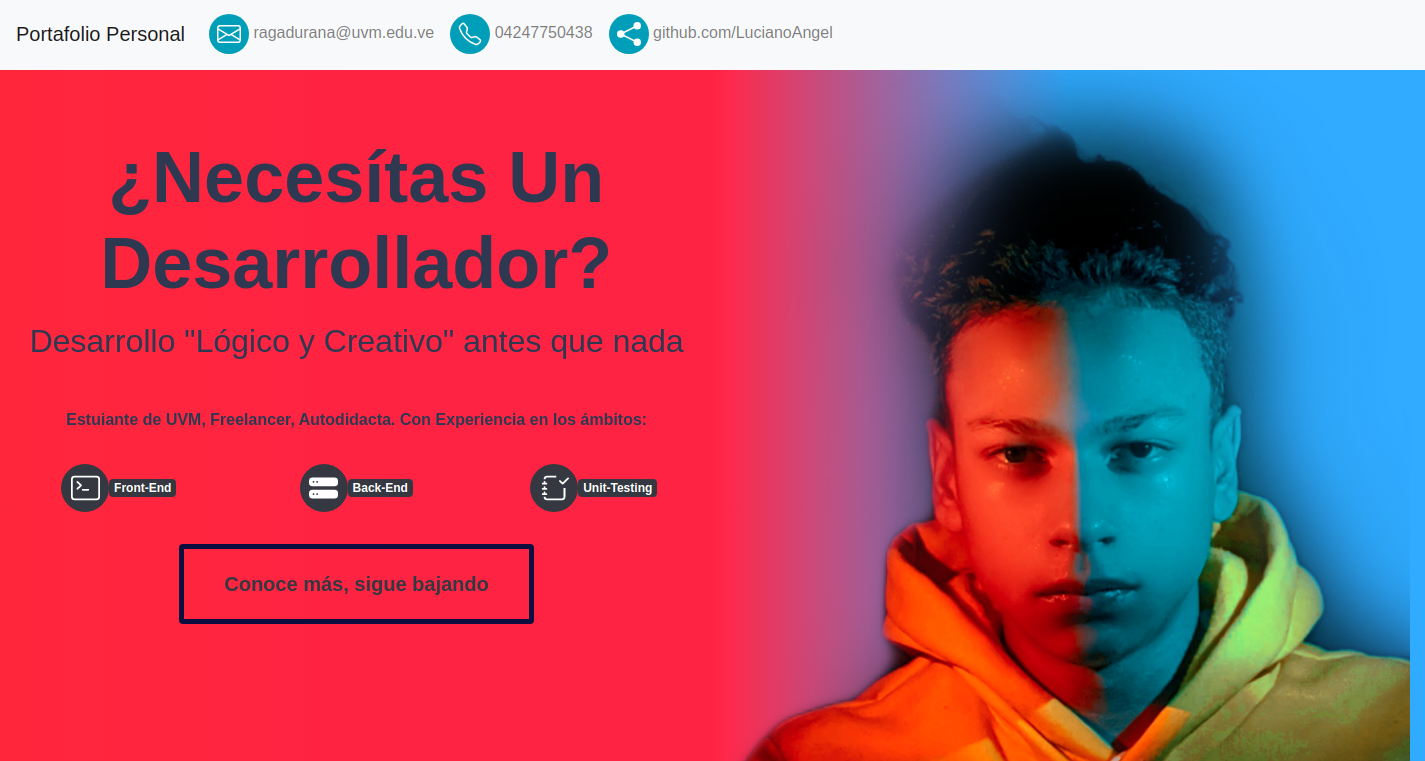 Portafolio Personal ragadurana@uvm.edu.ve 04247750438 github.com/LucianoAngel
¿Necesítas Un
Desarrollador?
Desarrollo "Lógico y Creativo" antes que nada
Estuiante de UVM, Freelancer, Autodidacta. Con Experiencia en los ámbitos:
Front-End Back-End Unit-Testing
Conoce más, sigue bajando